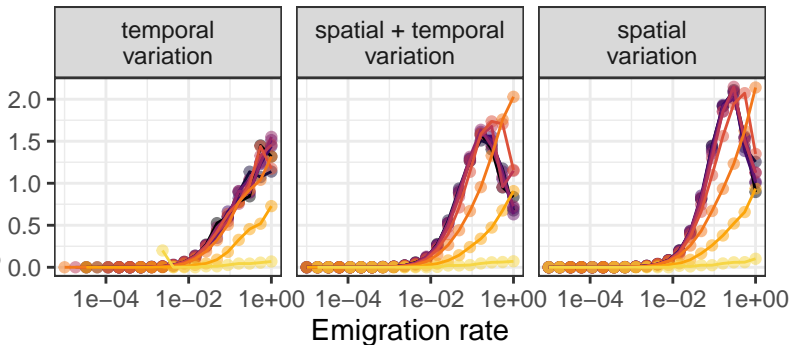 temporal
variation
spatial + temporal
variation
spatial
variation
2.0
1.5
1.0
0.5
0.0
1e−04 1e−02 1e+00 1e−04 1e−02 1e+00 1e−04 1e−02 1e+00
Emigration rate